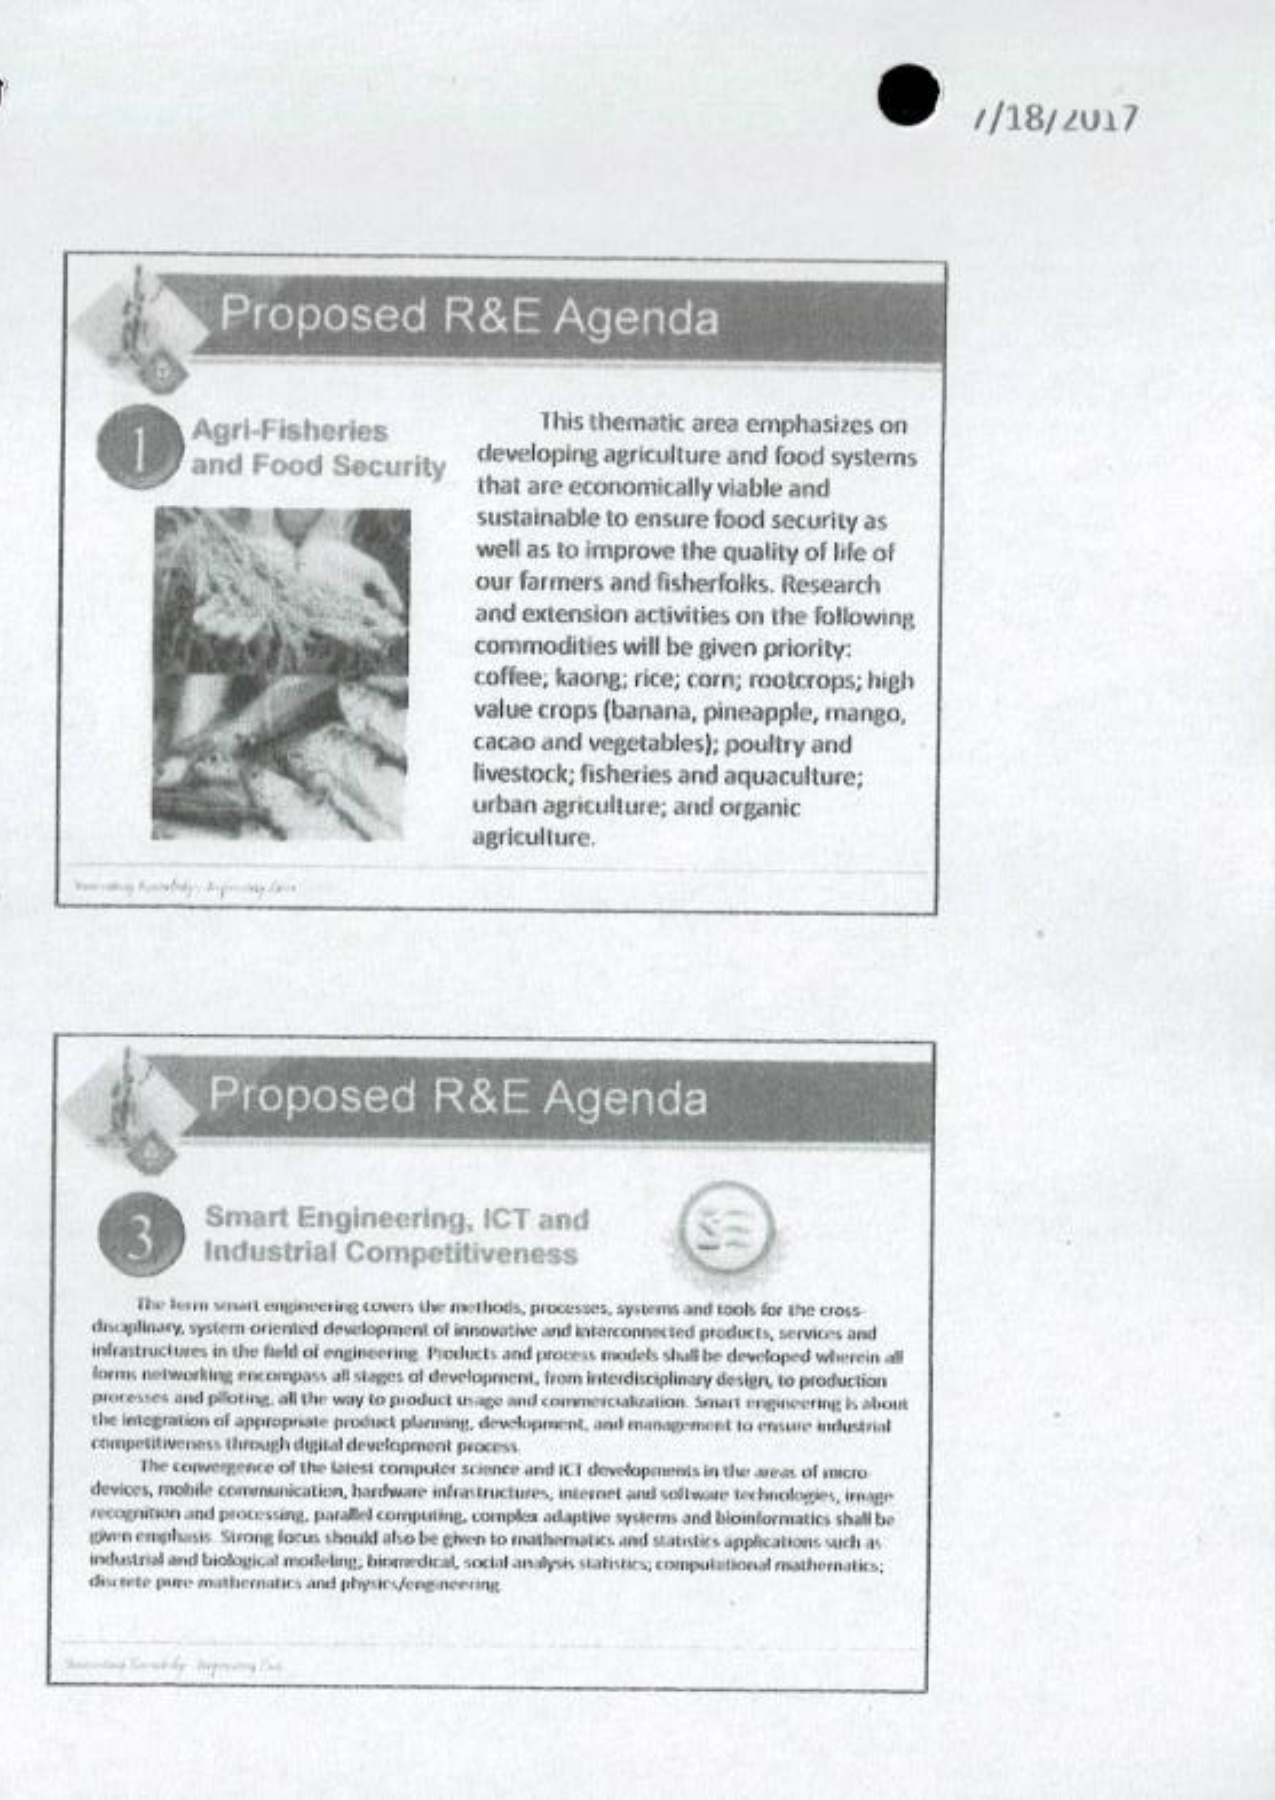 7/18/2017
Proposed R&E Agenda
1
Agri-Fisheries
and Food Security
This thematic area emphasizes on
developing agriculture and food systems
that are economically viable and
sustainable to ensure food security as
well as to improve the quality of life of
our farmers and fisherfolks. Research
and extension activities on the following
commodities will be given priority:
coffee; kaong; rice; corn; rootcrops; high
value crops (banana, pineapple, mango,
cacao and vegetables); poultry and
livestock; fisheries and aquaculture;
urban agriculture; and organic
agriculture.
Proposed R&E Agenda
3
Smart Engineering, ICT and
Industrial Competitiveness
The term smart engineering covers the methods, processes, systems and tools for the cross-
disciplinary, system-oriented development of innovative and interconnected products, services and
infrastructures in the field of engineering. Products and process models shall be developed wherein all
forms networking encompass all stages of development, from interdisciplinary design, to production
processes and piloting, all the way to product usage and commercialization. Smart engineering is about
the integration of appropriate product planning, development, and management to ensure industrial
competitiveness through digital development process.
The convergence of the latest computer science and ICT developments in the areas of micro
devices, mobile communication, hardware infrastructures, internet and software technologies, image
recognition and processing, parallel computing, complex adaptive systems and bioinformatics shall be
given emphasis. Strong focus should also be given to mathematics and statistics applications such as
industrial and biological modeling; biomedical, social analysis statistics; computational mathematics;
discrete pure mathematics and physics/engineering